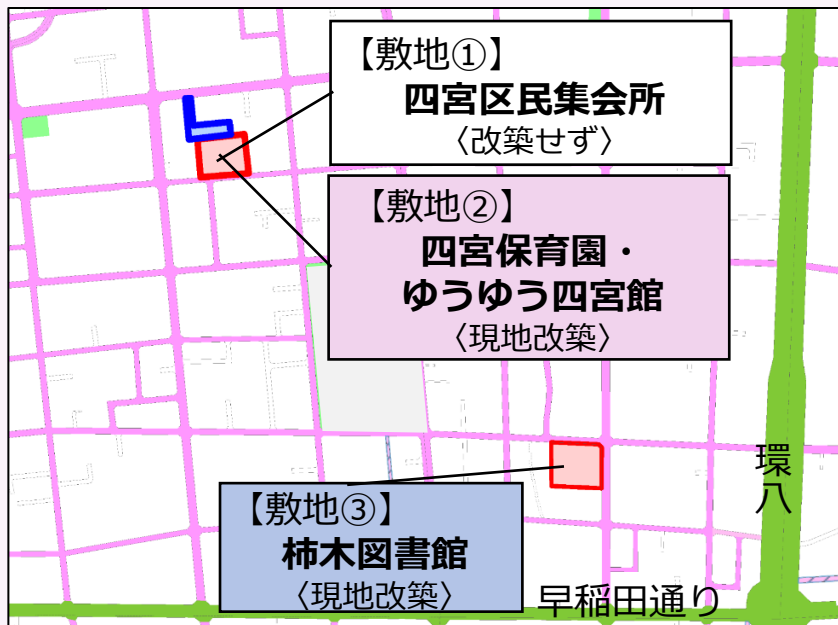 【敷地①】
四宮区民集会所
〈改築せず〉
【敷地②】
四宮保育園・
ゆうゆう四宮館
〈現地改築〉
【敷地③】
柿木図書館
〈現地改築〉
環八
早稲田通り